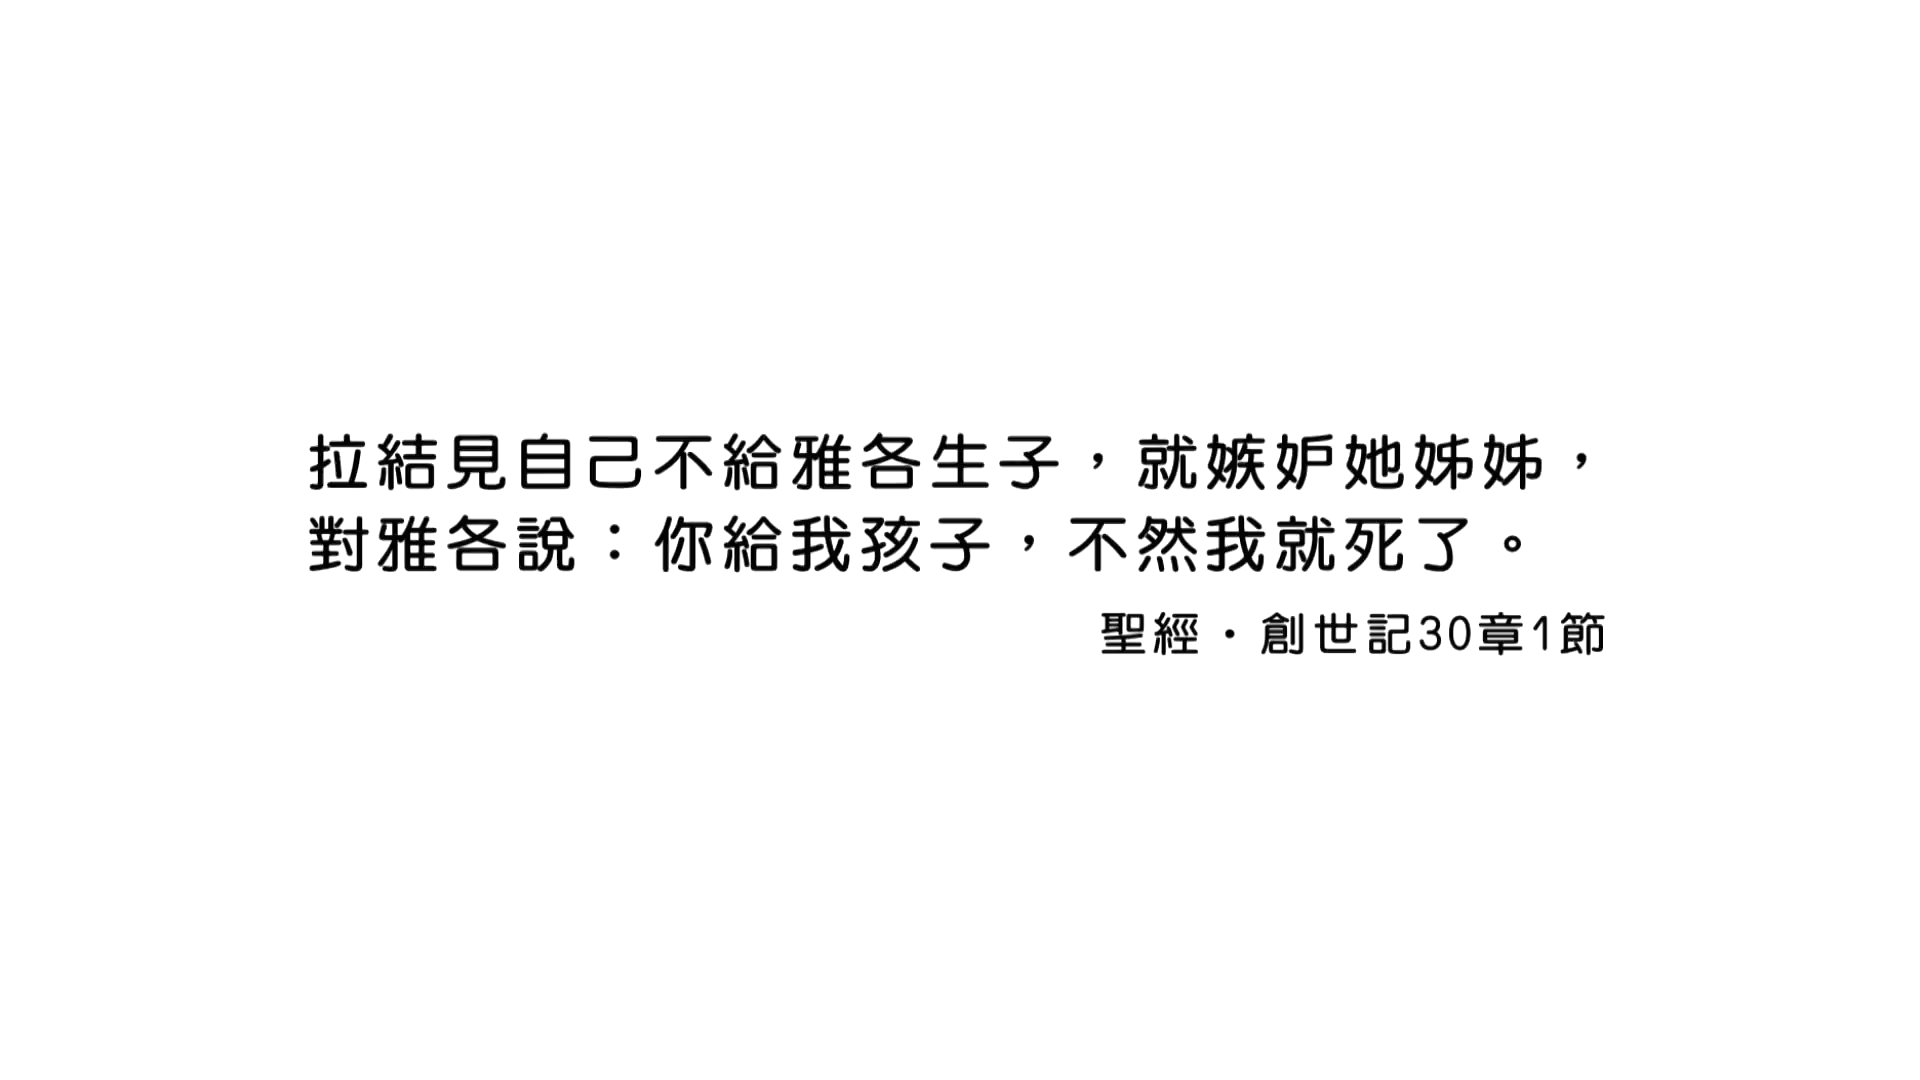 拉結見自己不給雅各生子，就嫉妒她姊姊，
對雅各說：你給我孩子，不然我就死了。
聖經．創世記30章1節